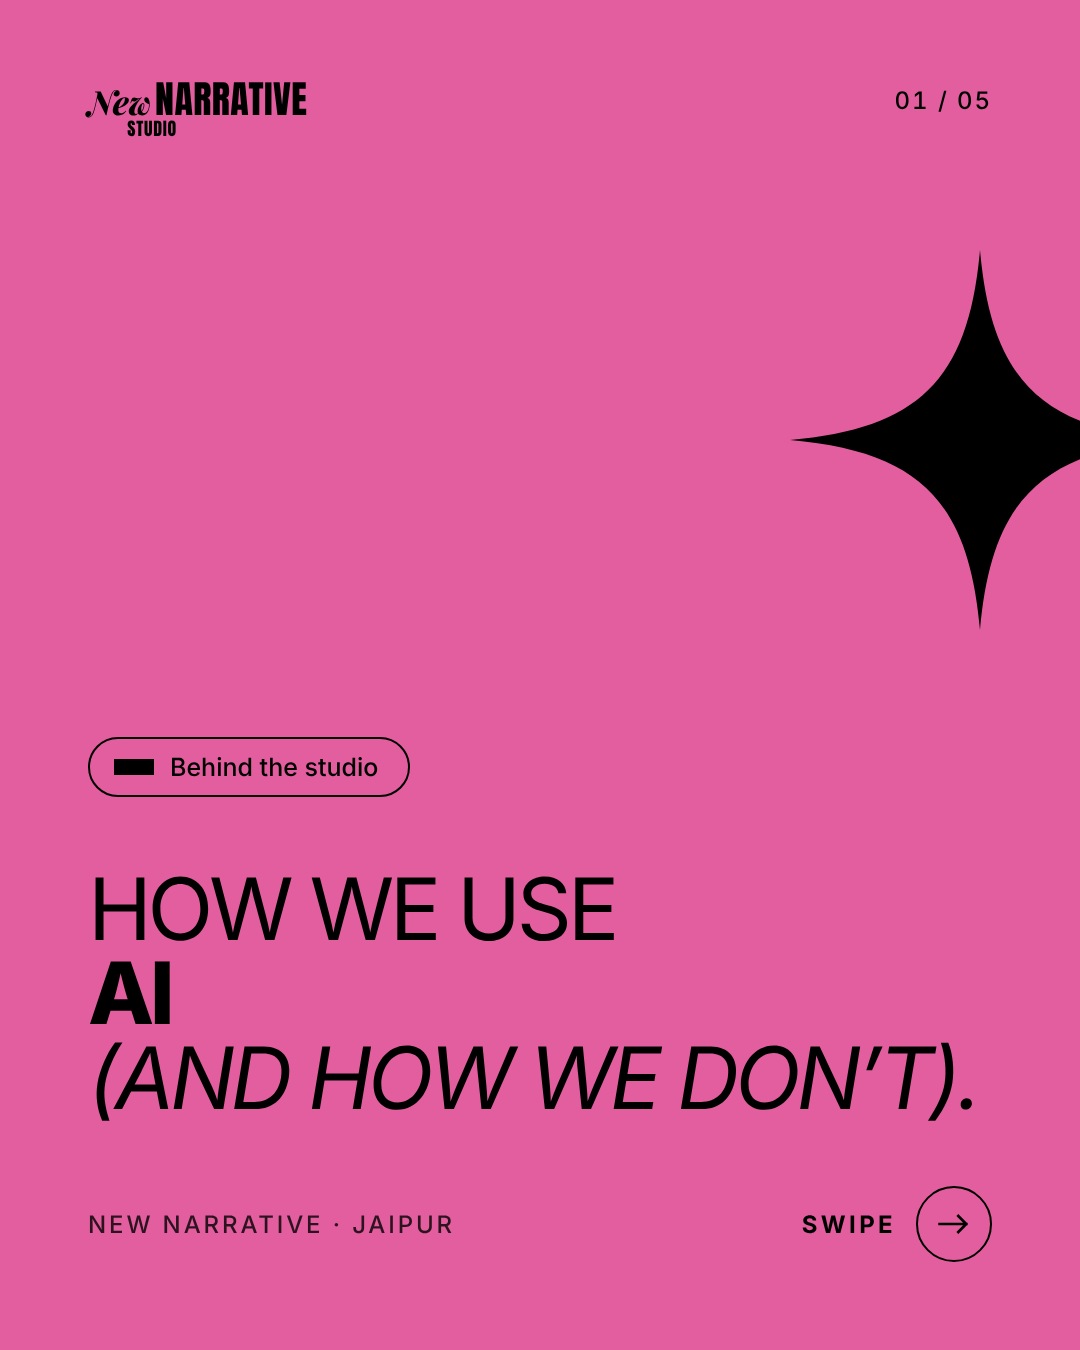 New NARRATIVE
STUDIO
01 / 05
Behind the studio
HOW WE USE
AI
(AND HOW WE DON’T).
NEW NARRATIVE · JAIPUR
SWIPE →